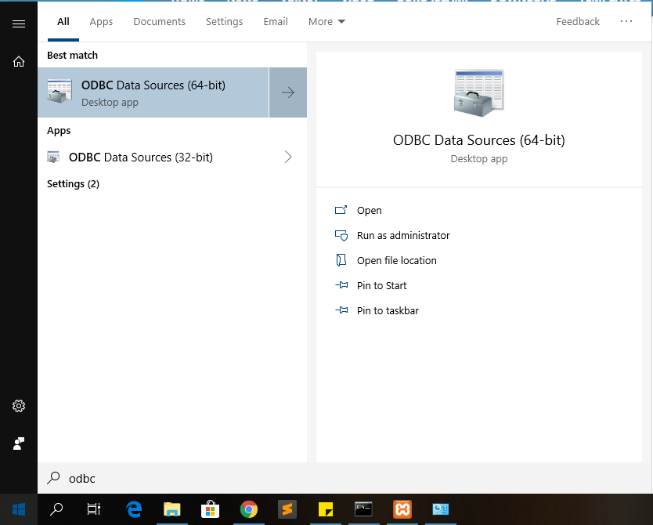 All Apps Documents Settings Email More Feedback ...
Best match
ODBC Data Sources (64-bit)
Desktop app
Apps
ODBC Data Sources (32-bit)
Settings (2)
ODBC Data Sources (64-bit)
Desktop app
Open
Run as administrator
Open file location
Pin to Start
Pin to taskbar
odbc